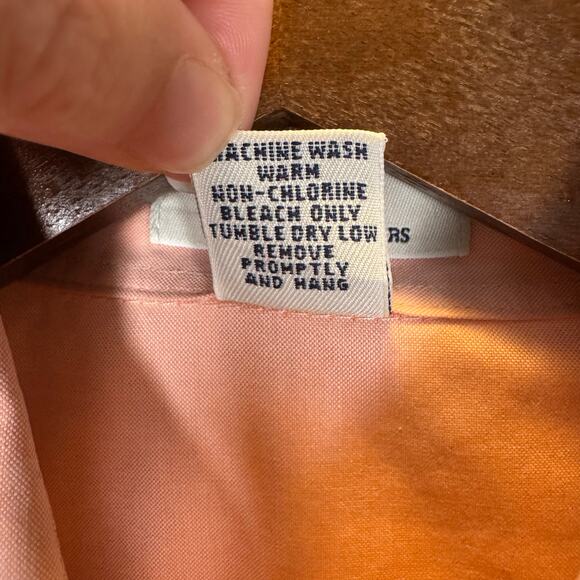 MACHINE WASH
WARM
NON-CHLORINE
BLEACH ONLY
TUMBLE DRY LOW
REMOVE
PROMPTLY
AND HANG